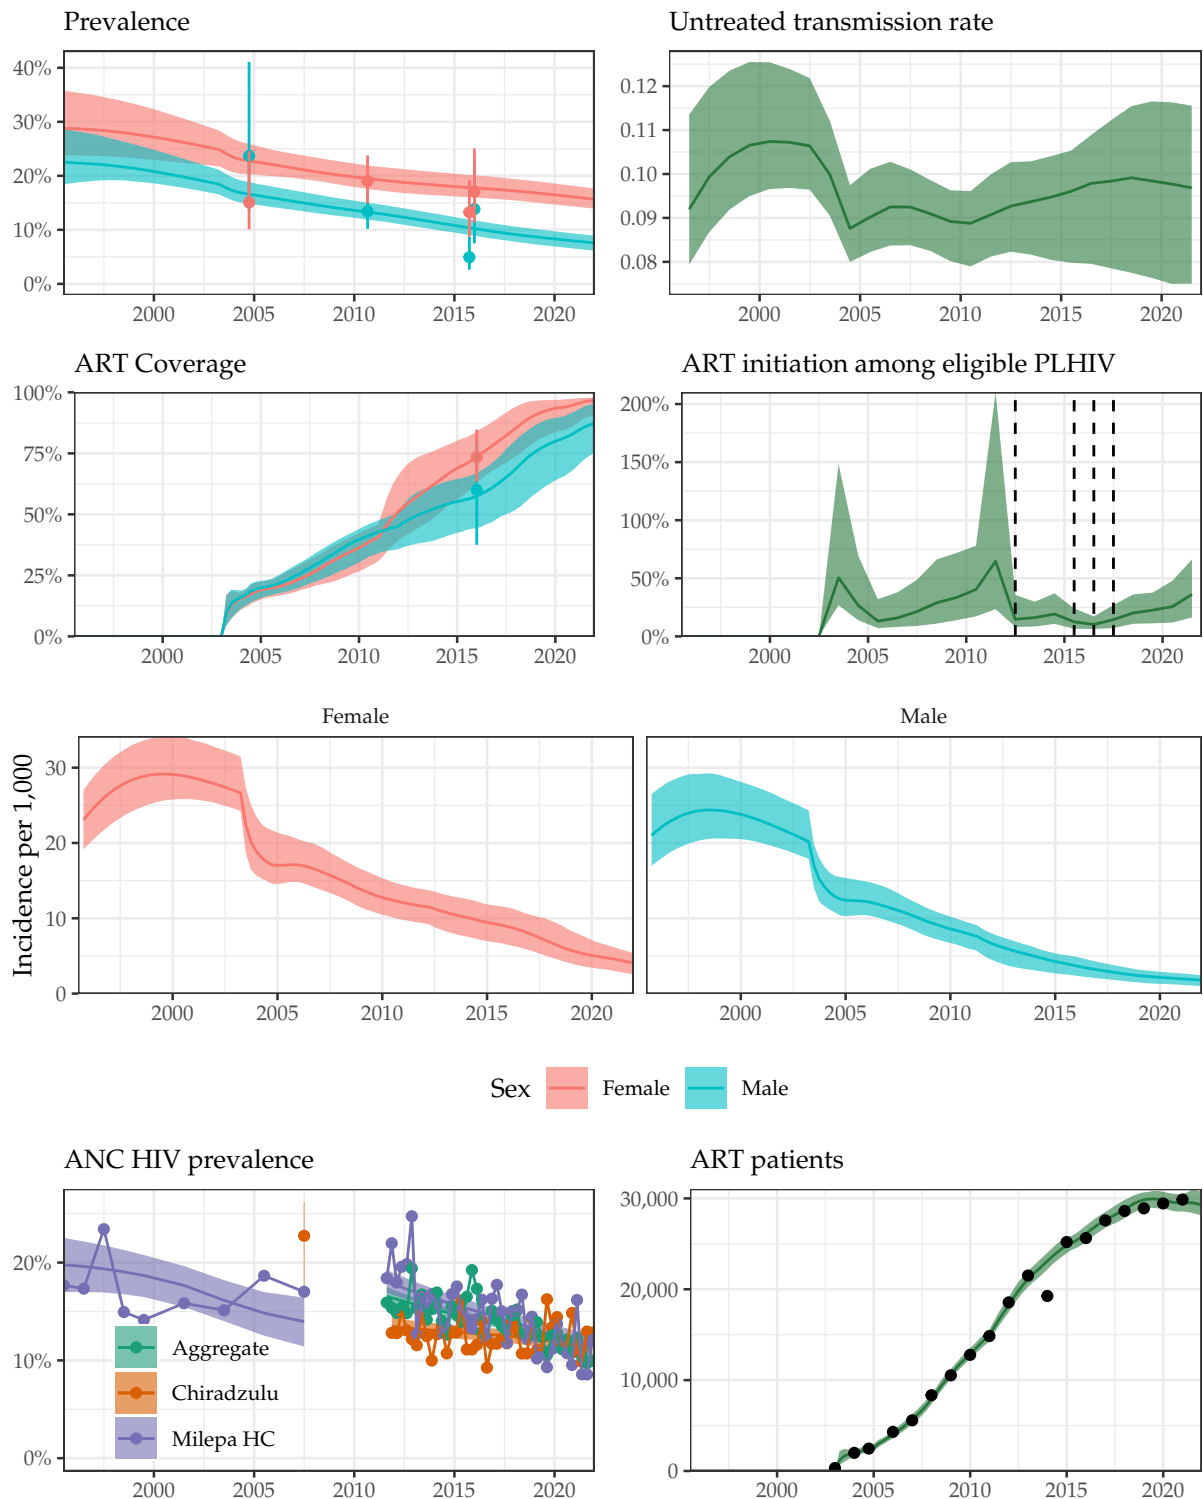 Prevalence
40%
30%
20%
10%
0%
2000 2005 2010 2015 2020
Untreated transmission rate
0.12
0.11
0.10
0.09
0.08
2000 2005 2010 2015 2020
ART Coverage
100%
75%
50%
25%
0%
2000 2005 2010 2015 2020
ART initiation among eligible PLHIV
200%
150%
100%
50%
0%
2000 2005 2010 2015 2020
Female
Male
Incidence per 1,000
30
20
10
0
2000 2005 2010 2015 2020
2000 2005 2010 2015 2020
Sex Female Male
ANC HIV prevalence
20%
10%
0%
Aggregate
Chiradzulu
Milepa HC
2000 2005 2010 2015 2020
ART patients
30,000
20,000
10,000
0
2000 2005 2010 2015 2020